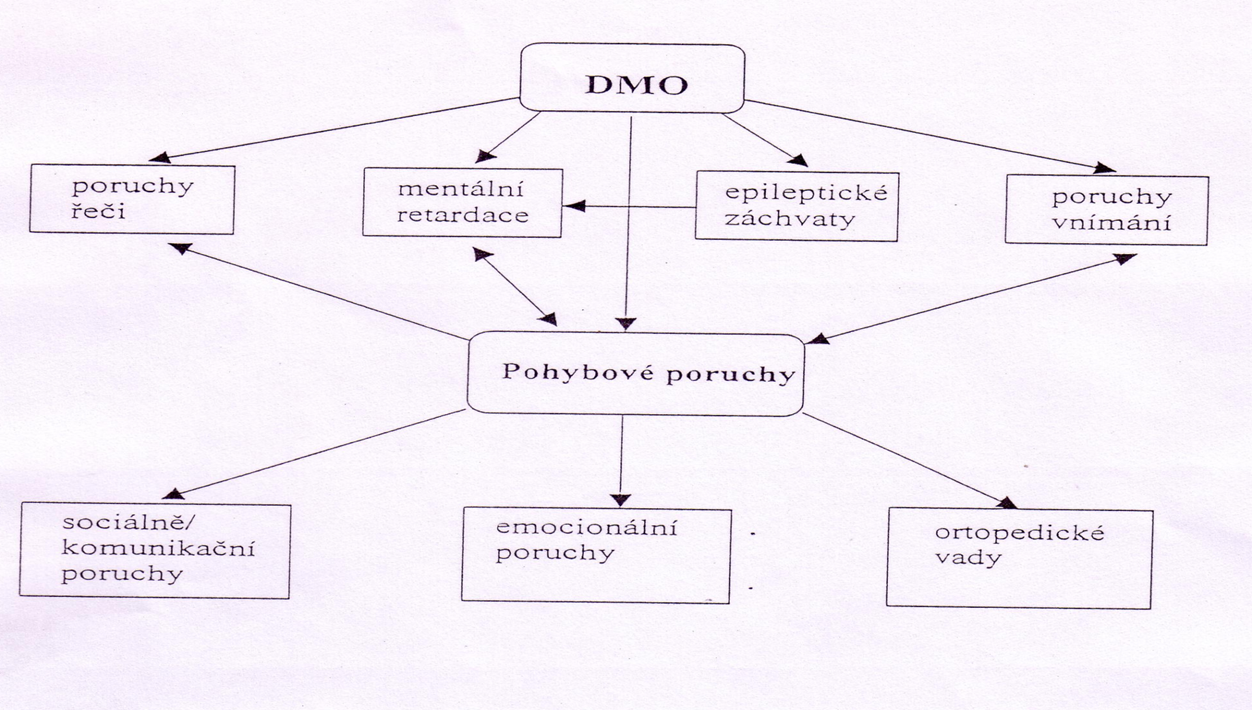 DMO
poruchy
řeči
mentální
retardace
epileptické
záchvaty
poruchy
vnímání
Pohybové poruchy
sociálně/
komunikační
poruchy
emocionální
poruchy
ortopedické
vady